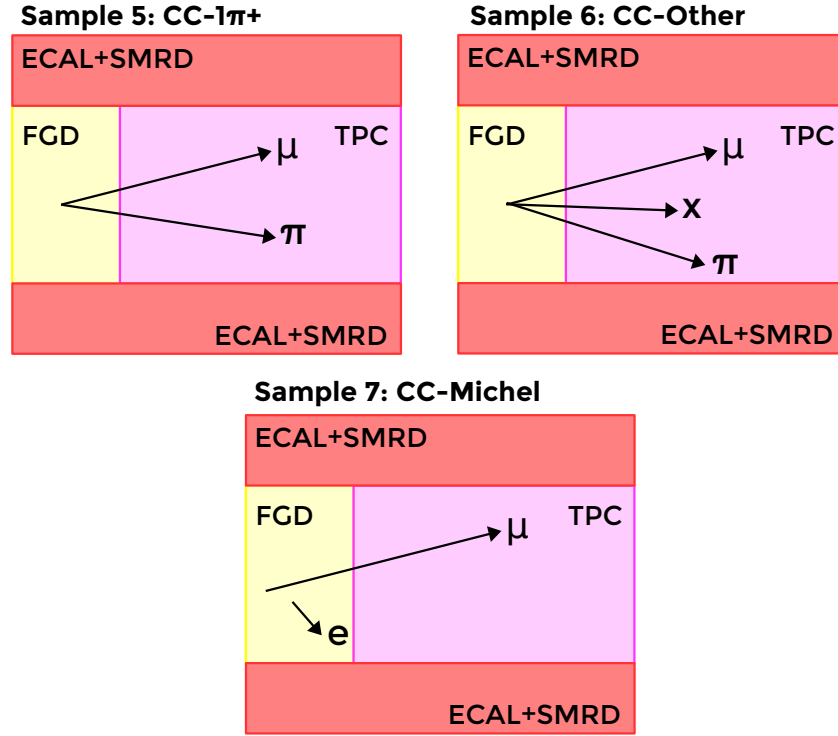 Sample 5: CC-1π+
ECAL+SMRD
FGD
TPC
μ
π
ECAL+SMRD
Sample 6: CC-Other
ECAL+SMRD
FGD
TPC
μ
x
π
ECAL+SMRD
Sample 7: CC-Michel
ECAL+SMRD
FGD
TPC
μ
e
ECAL+SMRD